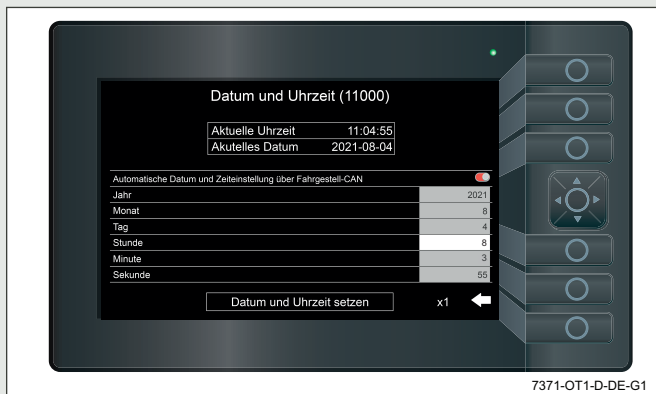 Datum und Uhrzeit (11000)
Aktuelle Uhrzeit 11:04:55
Akutelles Datum 2021-08-04
Automatische Datum und Zeiteinstellung über Fahrgestell-CAN
Jahr 2021
Monat 8
Tag 4
Stunde 8
Minute 3
Sekunde 55
Datum und Uhrzeit setzen x1
7371-OT1-D-DE-G1